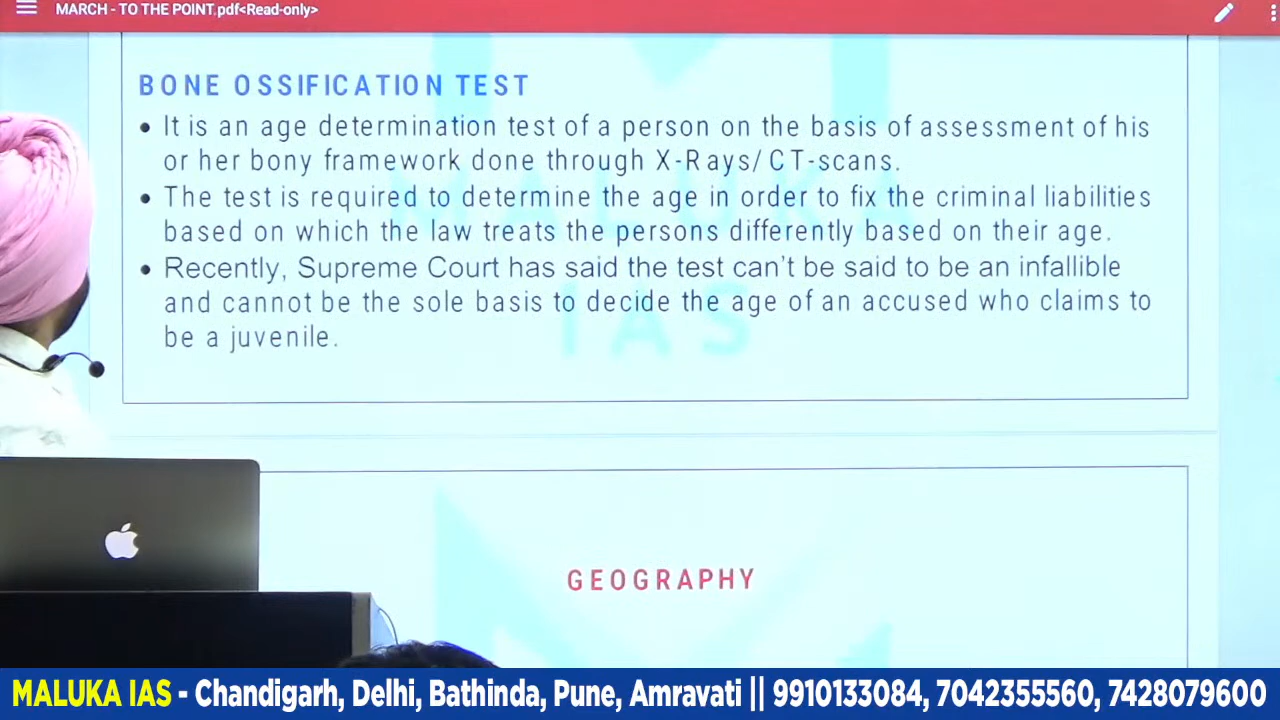 MARCH - TO THE POINT.pdf<Read-only>
BONE OSSIFICATION TEST
• It is an age determination test of a person on the basis of assessment of his
or her bony framework done through X-Rays/ CT-scans.
• The test is required to determine the age in order to fix the criminal liabilities
based on which the law treats the persons differently based on their age.
• Recently, Supreme Court has said the test can't be said to be an infallible
and cannot be the sole basis to decide the age of an accused who claims to
be a juvenile.
MALUKA
IAS
GEOGRAPHY
MALUKA IAS - Chandigarh, Delhi, Bathinda, Pune, Amravati || 9910133084, 7042355560, 7428079600